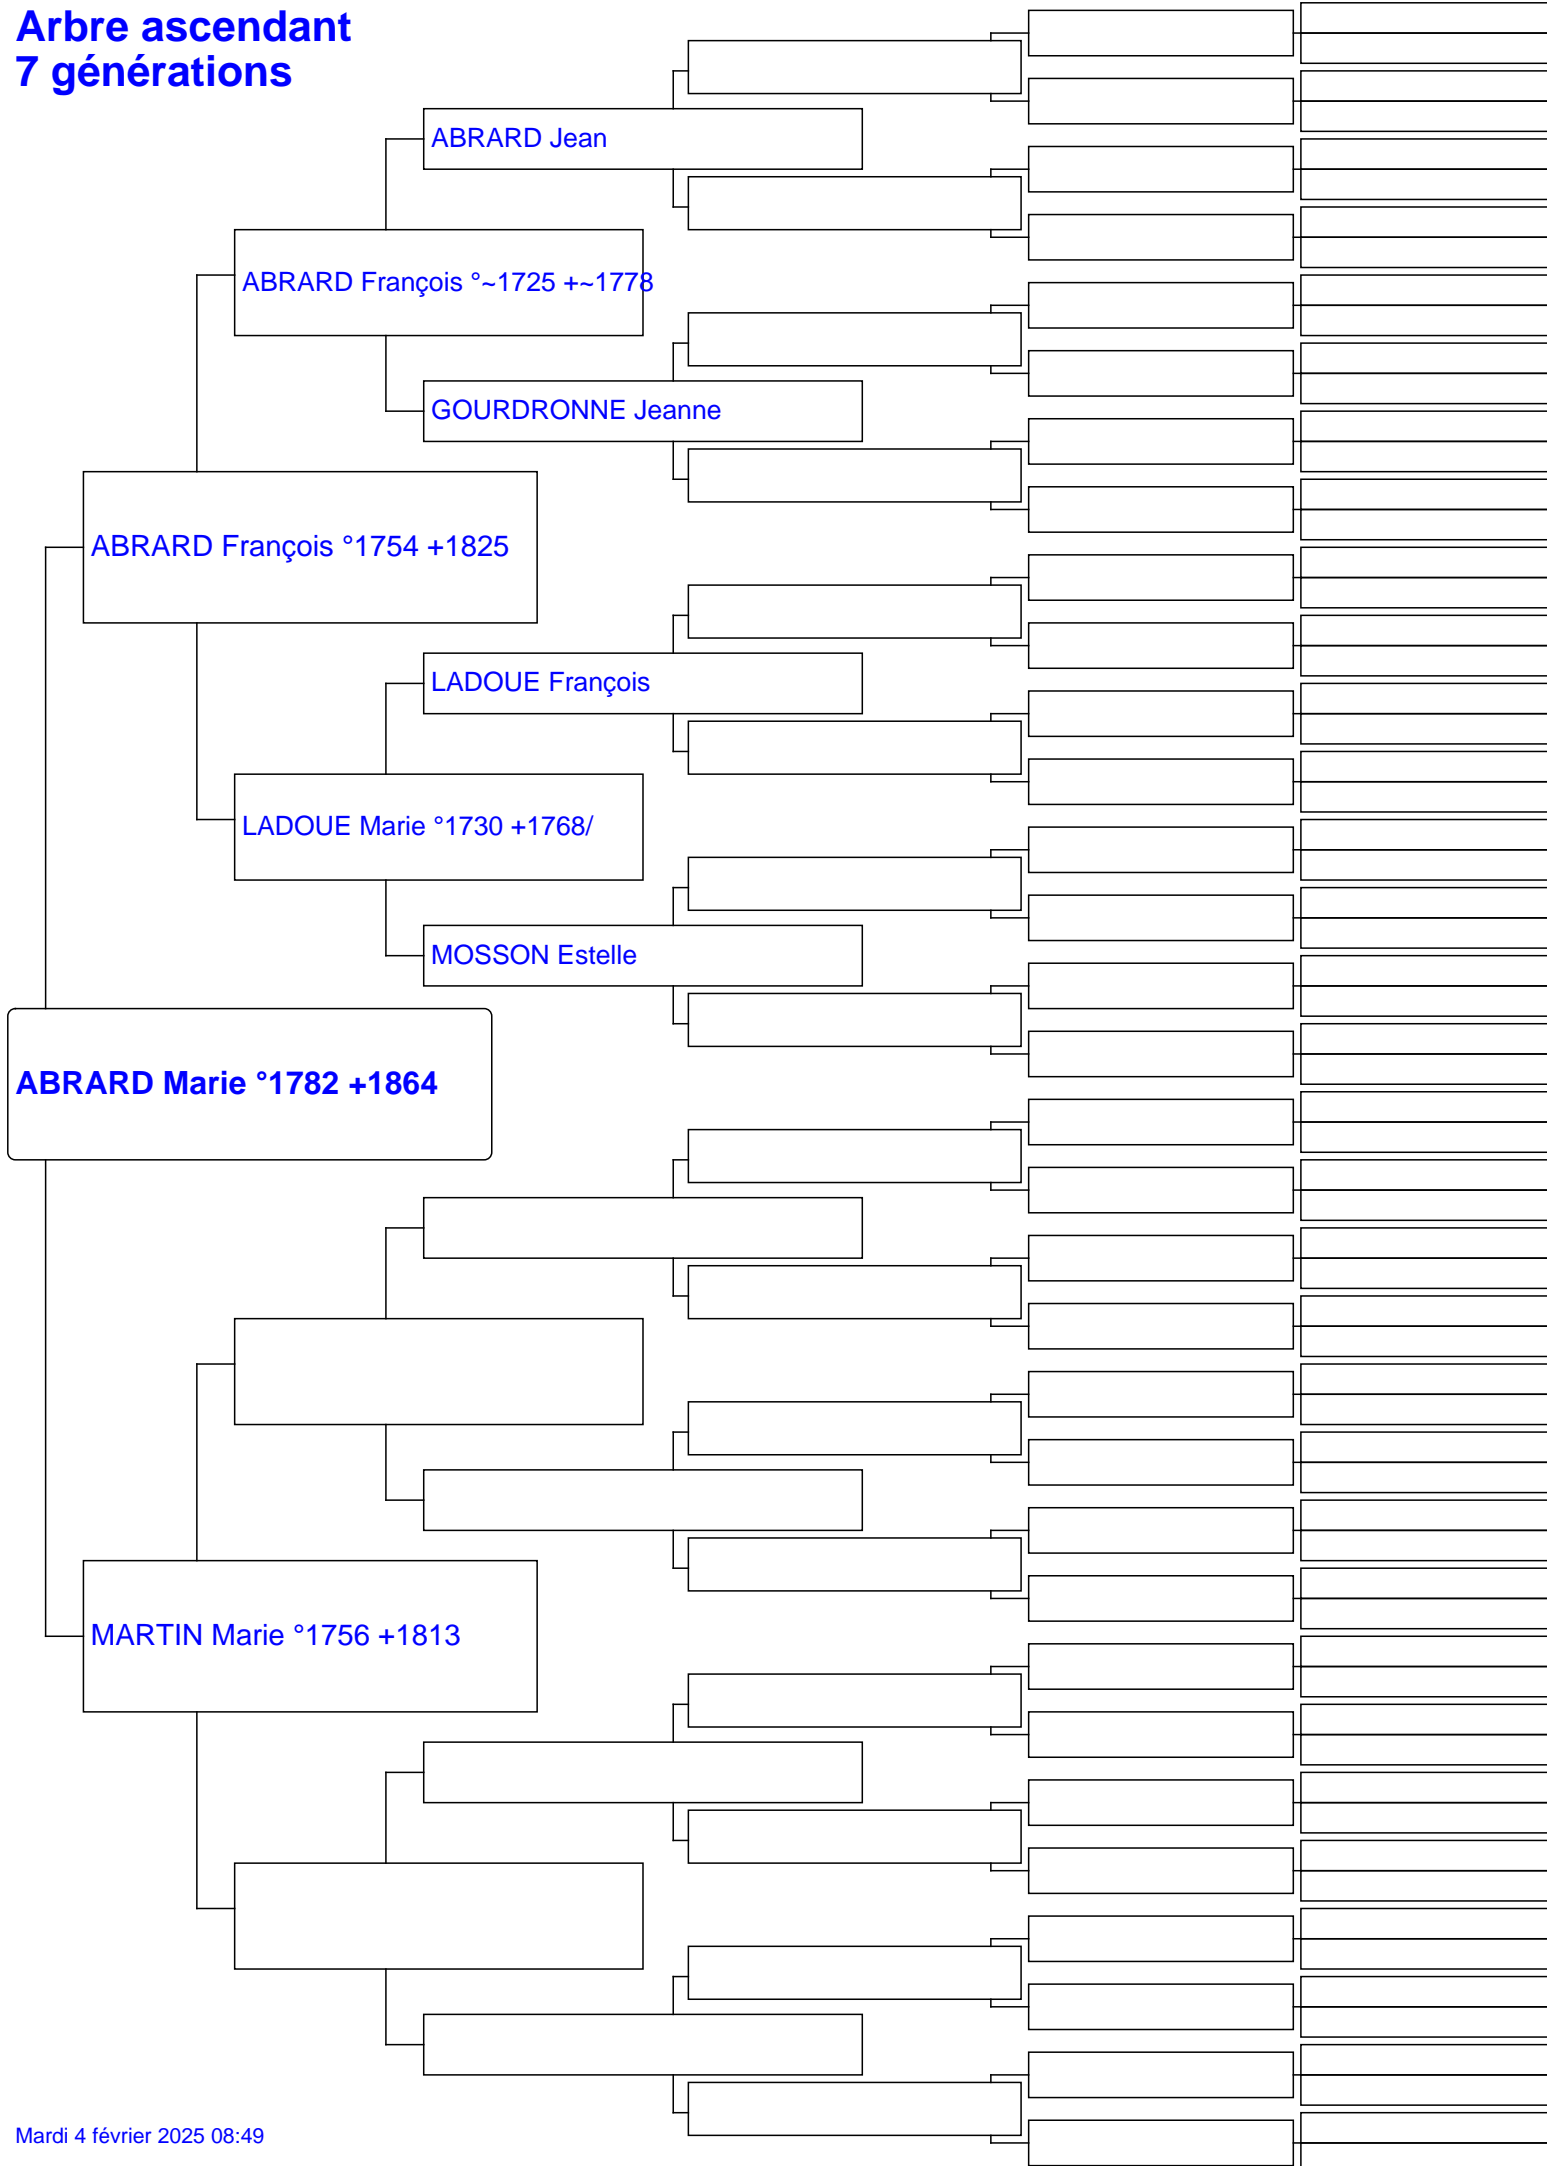 Arbre ascendant
7 générations
ABRARD Jean
ABRARD François °~1725 +~1778
GOURDRONNE Jeanne
ABRARD François °1754 +1825
LADOUE François
LADOUE Marie °1730 +1768/
MOSSON Estelle
ABRARD Marie °1782 +1864
MARTIN Marie °1756 +1813
Mardi 4 février 2025 08:49